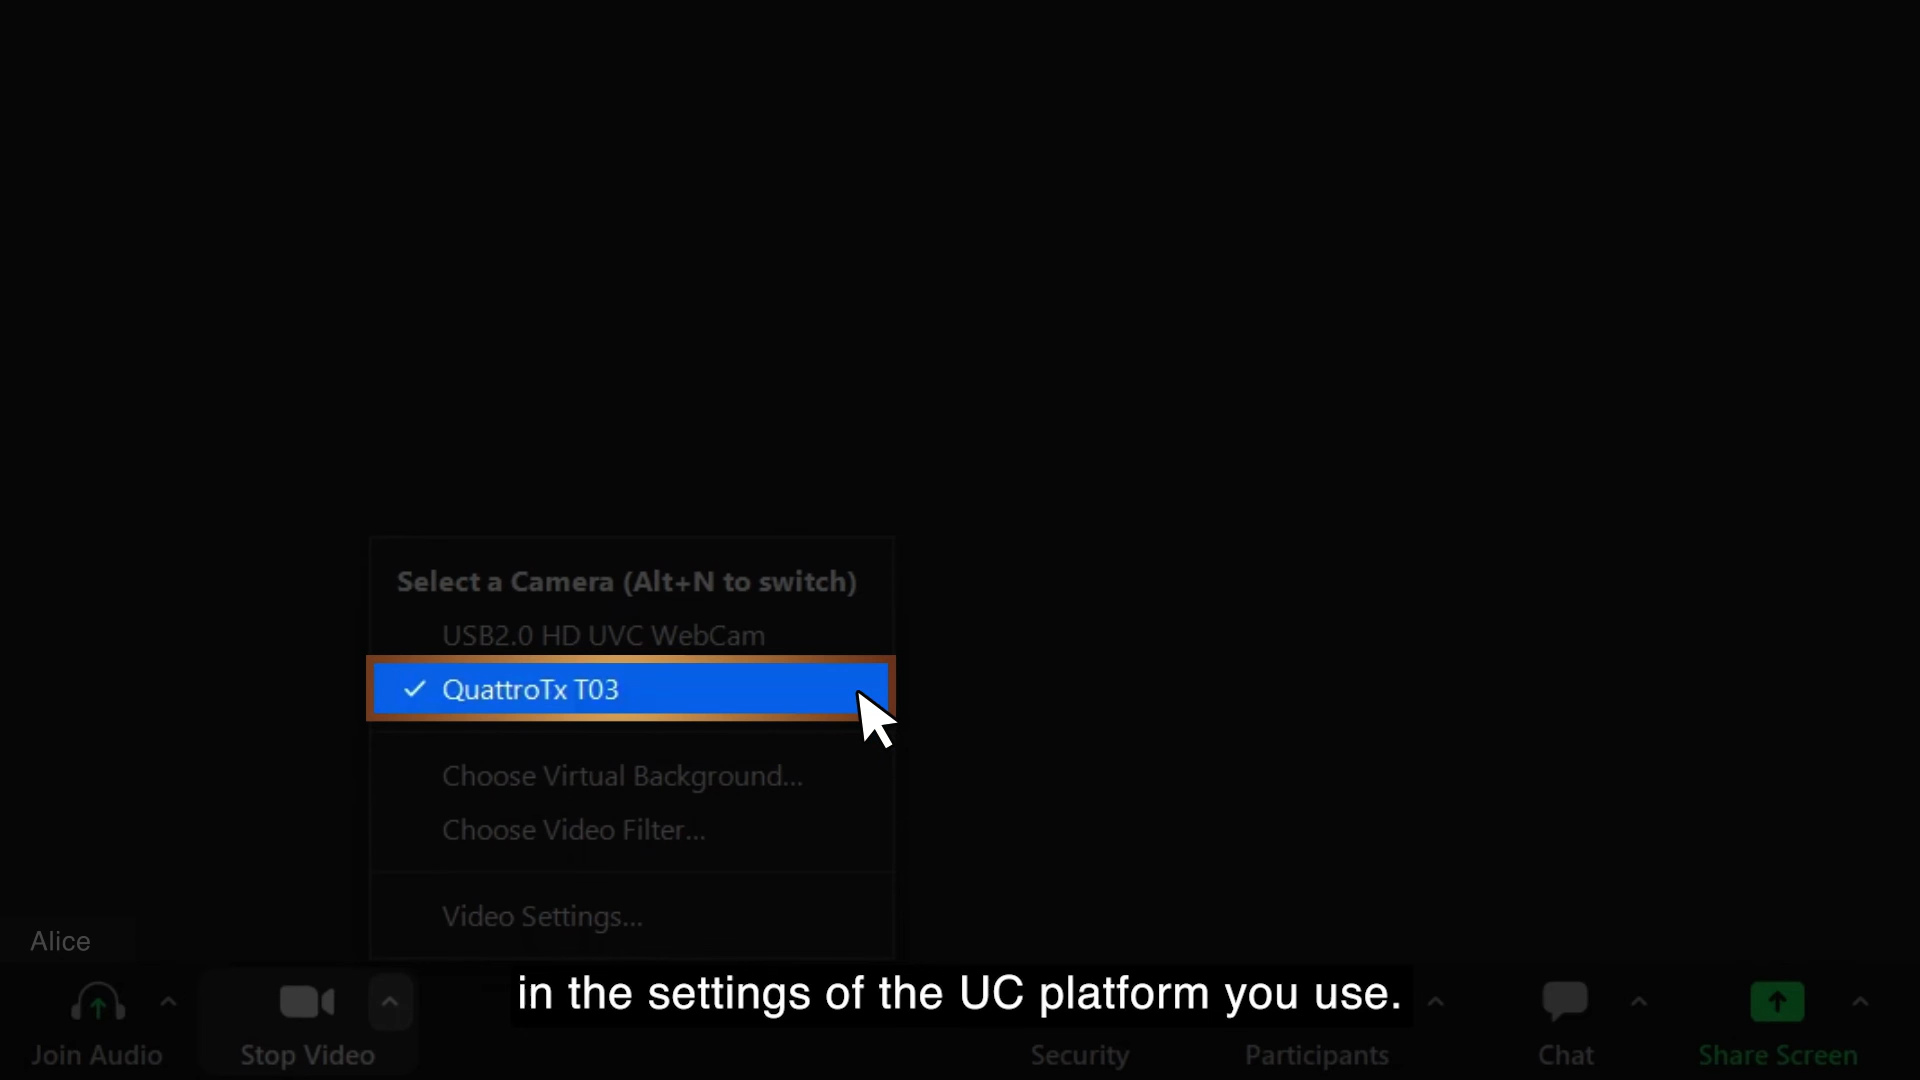 Select a Camera (Alt+N to switch)
USB2.0 HD UVC WebCam
QuattroTx T03
Choose Virtual Background...
Choose Video Filter...
Video Settings...
Alice
in the settings of the UC platform you use.
Join Audio
Stop Video
Security
Participants
Chat
Share Screen